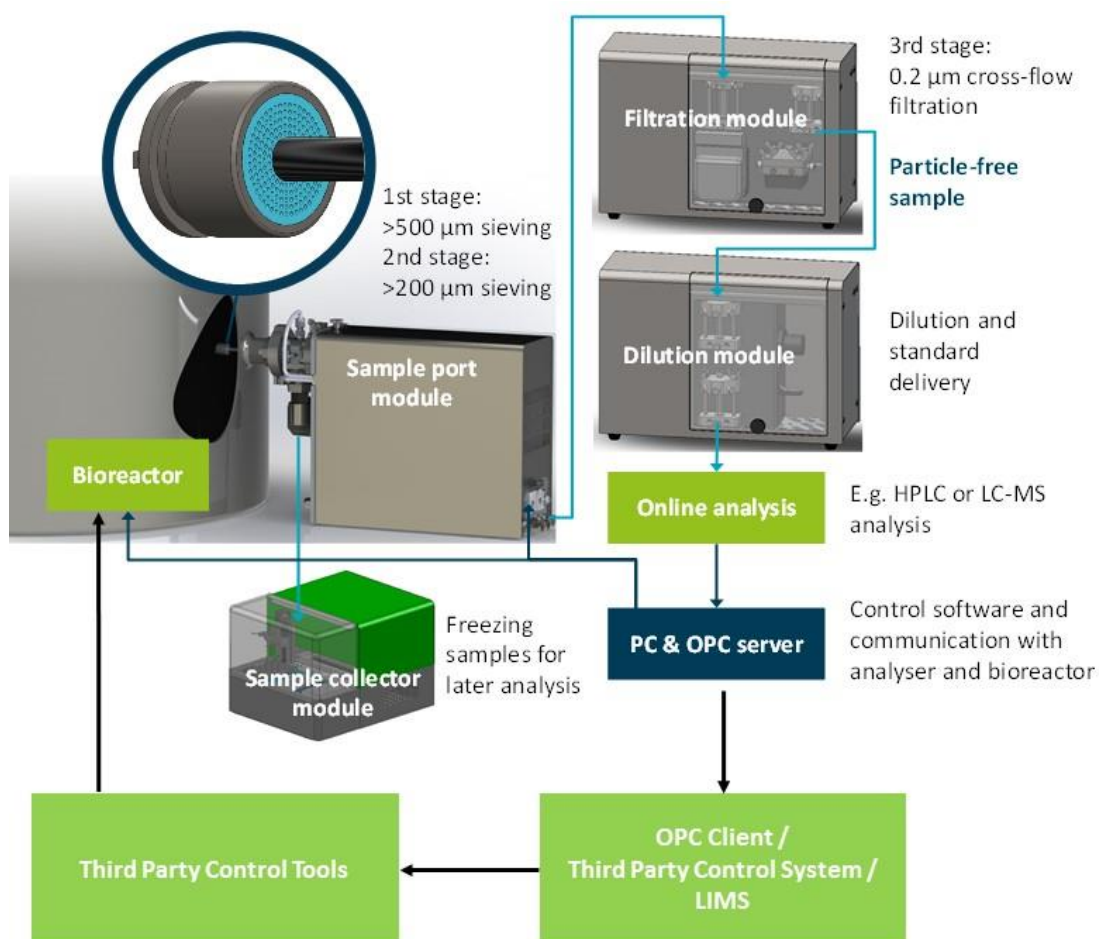 3rd stage:
0.2 µm cross-flow
filtration
Filtration module
Particle-free
sample
1st stage:
>500 µm sieving
2nd stage:
>200 µm sieving
Sample port
module
Dilution module
Dilution and
standard
delivery
Bioreactor
Online analysis
E.g. HPLC or LC-MS
analysis
Sample collector
module
Freezing
samples for
later analysis
PC & OPC server
Control software and
communication with
analyser and bioreactor
Third Party Control Tools
OPC Client /
Third Party Control System /
LIMS